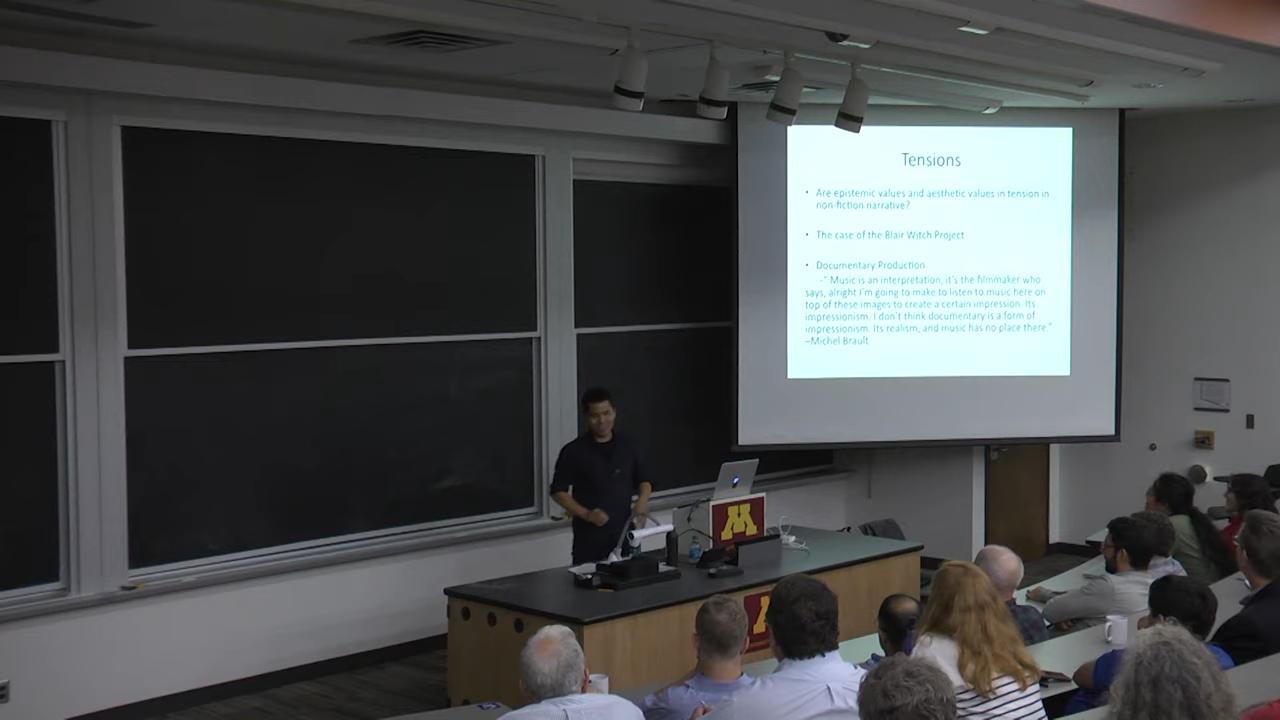 Tensions
• Are epistemic values and aesthetic values in tension in
non-fiction narrative?
• The case of the Blair Witch Project
• Documentary Production
-" Music is an interpretation, it's the filmmaker who
says, alright I'm going to make to listen to music here on
top of these images to create a certain impression. Its
impressionism. I don't think documentary is a form of
impressionism. Its realism, and music has no place there."
–Michel Brault
M